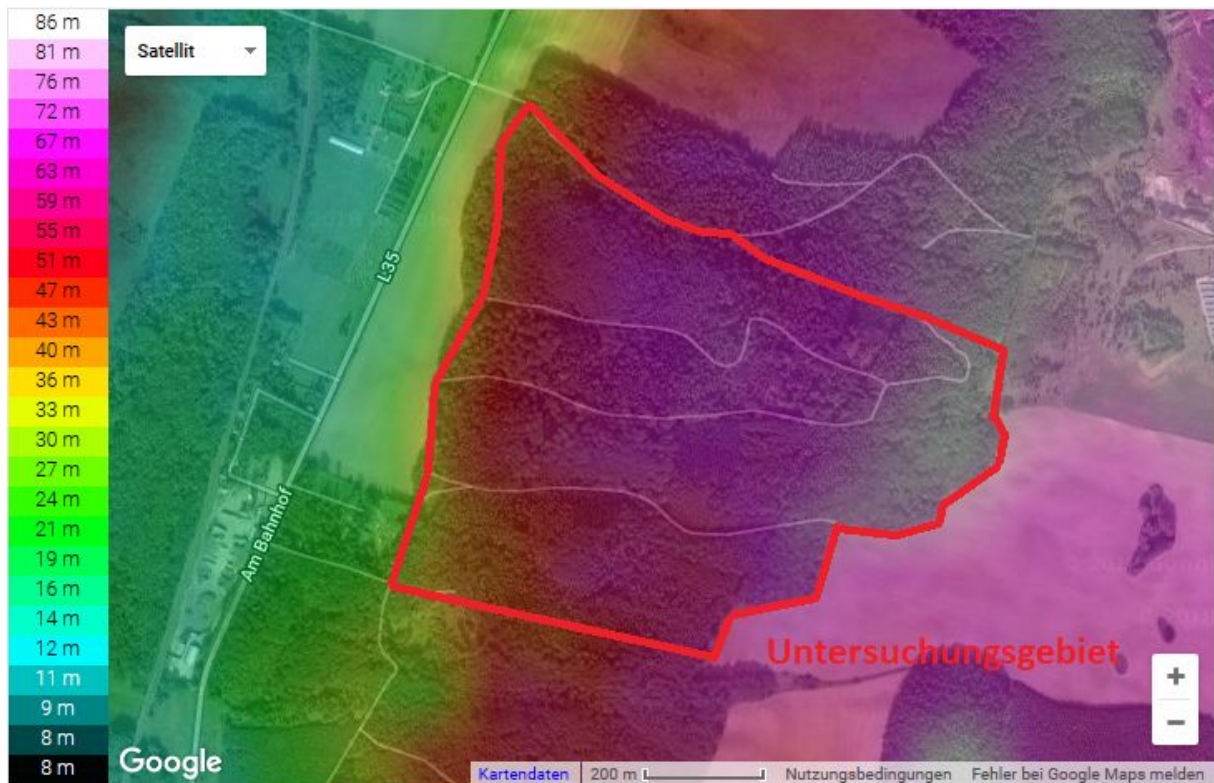 86 m
81 m
76 m
72 m
67 m
63 m
59 m
55 m
51 m
47 m
43 m
40 m
36 m
33 m
30 m
27 m
24 m
21 m
19 m
16 m
14 m
12 m
11 m
9 m
8 m
8 m
Satellit
L35
Am Bahnhof
Untersuchungsgebiet
+
−
Google
Kartendaten
200 m
Nutzungsbedingungen
Fehler bei Google Maps melden